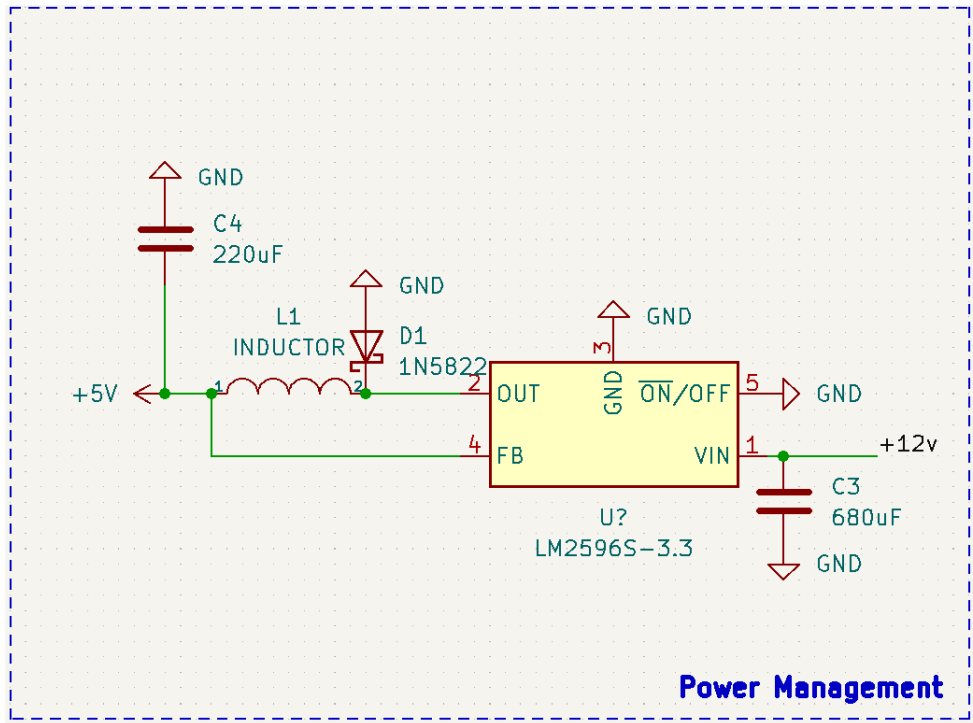 GND
C4
220uF
GND
L1
INDUCTOR
D1
1N5822
GND
3
+5V
1
2
2
OUT
GND
ON/OFF
5
GND
4
FB
VIN
1
+12v
C3
680uF
U?
LM2596S-3.3
GND
Power Management